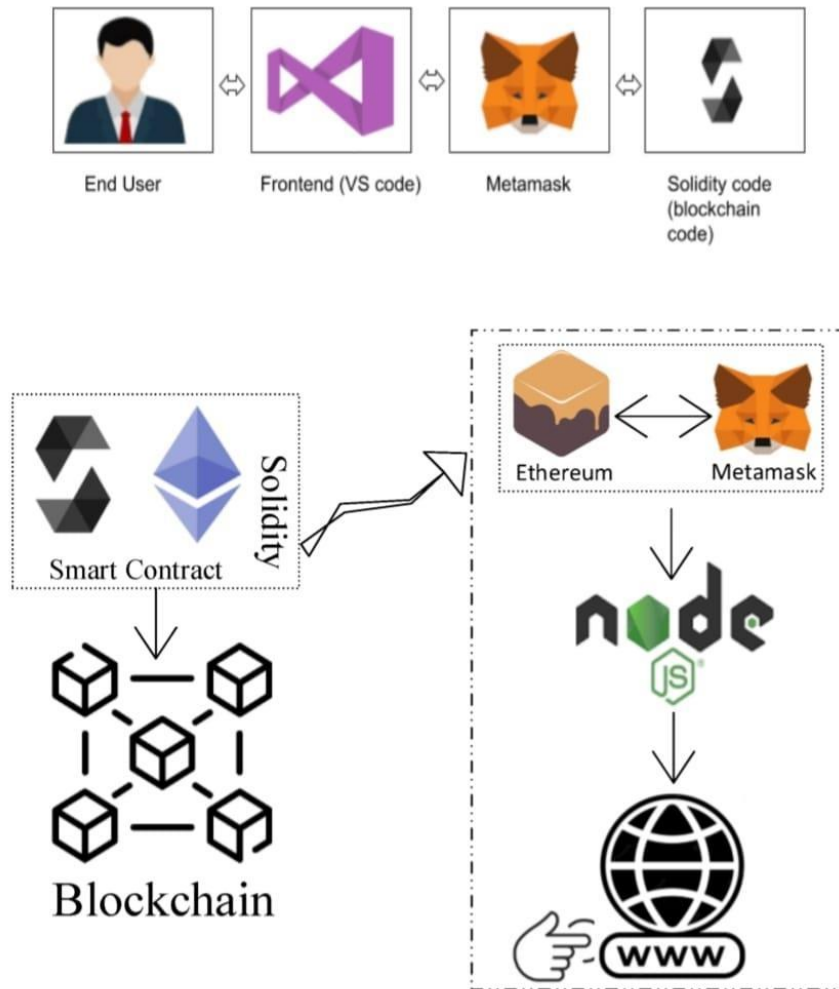 End User
Frontend (VS code)
Metamask
Solidity code
(blockchain
code)
Solidity
Smart Contract
Ethereum
Metamask
node
JS
Blockchain
www